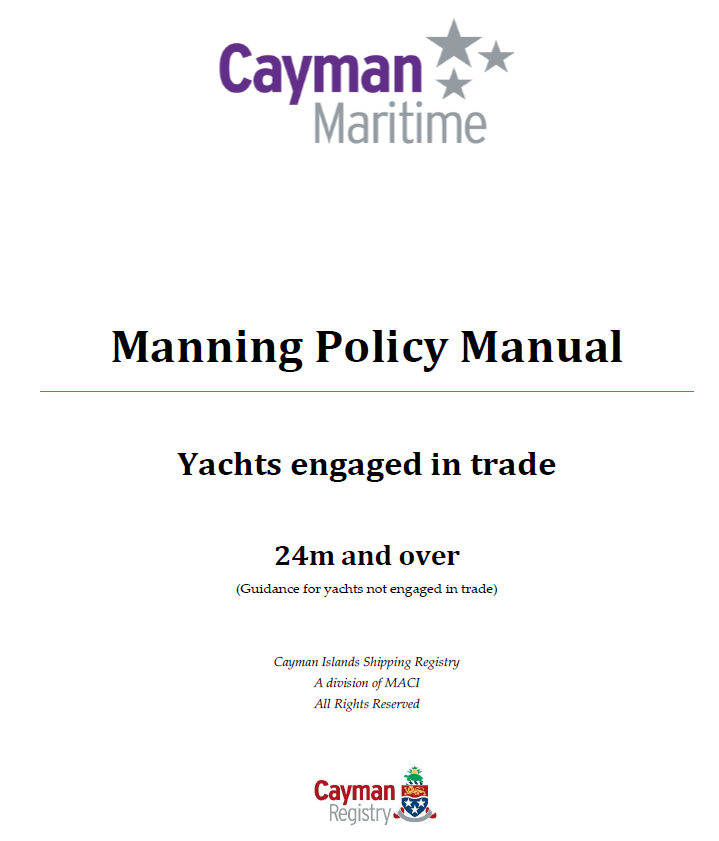 Cayman
Maritime
Manning Policy Manual
Yachts engaged in trade
24m and over
(Guidance for yachts not engaged in trade)
Cayman Islands Shipping Registry
A division of MACI
All Rights Reserved
Cayman
Registry